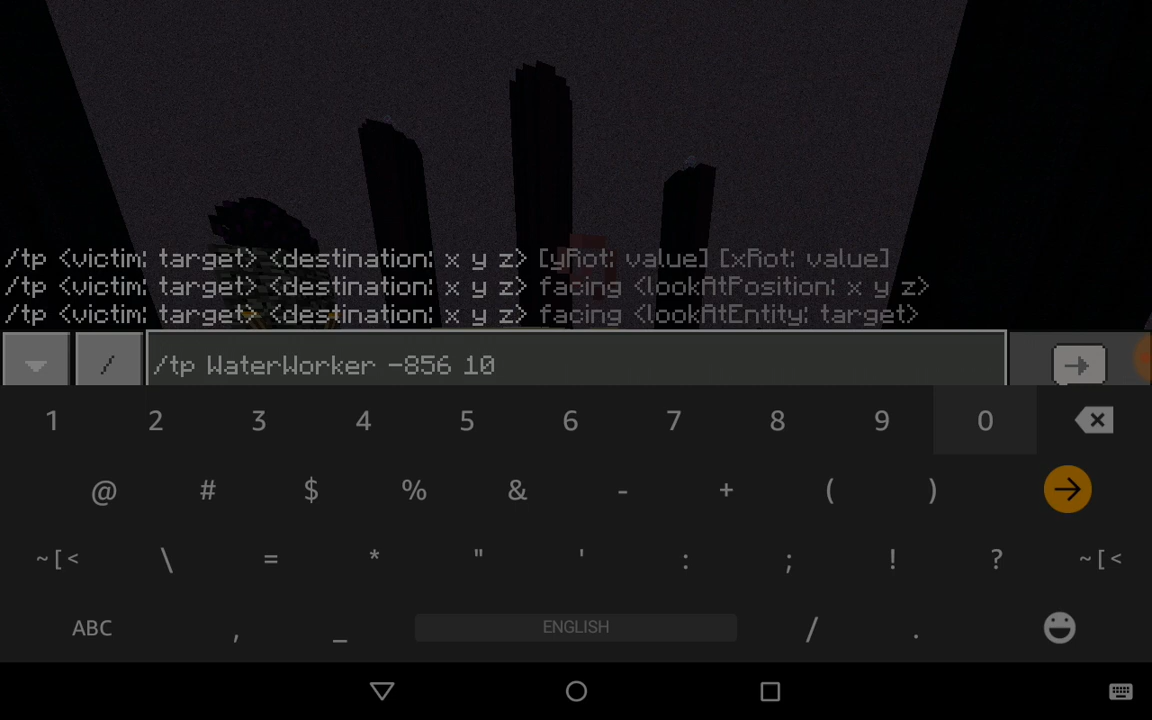 /tp <victim: target> <destination: x y z> [yRot: value] [xRot: value]
/tp <victim: target> <destination: x y z> facing <lookAtPosition: x y z>
/tp <victim: target> <destination: x y z> facing <lookAtEntity: target>
/ /tp WaterWorker -856 10
1 2 3 4 5 6 7 8 9 0
@ # $ % & - + ( )
~[< \ = * " ' : ; ! ? ~[<
ABC , _ ENGLISH / .